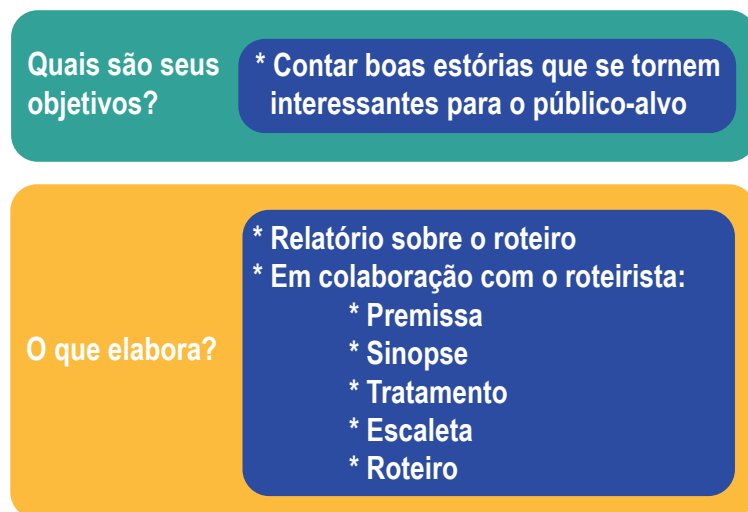 Quais são seus
objetivos?
* Contar boas estórias que se tornem
interessantes para o público-alvo
O que elabora?
* Relatório sobre o roteiro
* Em colaboração com o roteirista:
* Premissa
* Sinopse
* Tratamento
* Escaleta
* Roteiro